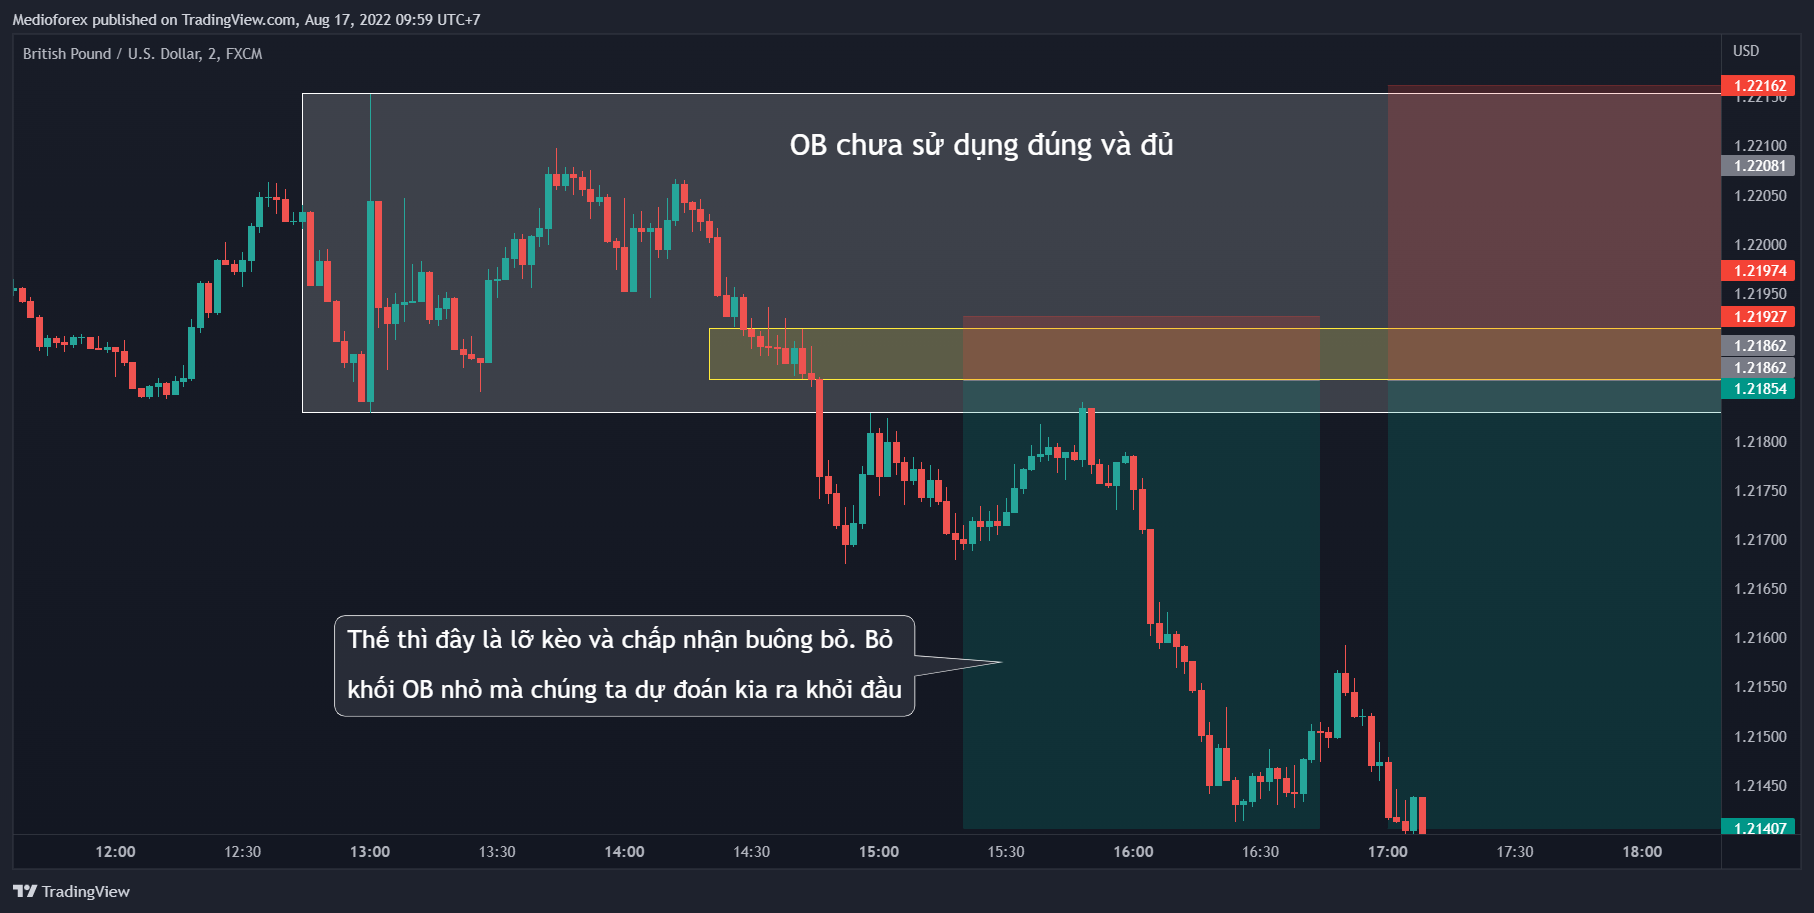 Medioforex published on TradingView.com, Aug 17, 2022 09:59 UTC+7
British Pound / U.S. Dollar, 2, FXCM
USD
1.22162
1.22150
OB chưa sử dụng đúng và đủ
1.22100
1.22081
1.22050
1.22000
1.21974
1.21950
1.21927
1.21862
1.21862
1.21854
1.21800
1.21750
1.21700
1.21650
Thế thì đây là lỡ kèo và chấp nhận buông bỏ. Bỏ
1.21600
khối OB nhỏ mà chúng ta dự đoán kia ra khỏi đầu
1.21550
1.21500
1.21450
1.21407
12:00 12:30 13:00 13:30 14:00 14:30 15:00 15:30 16:00 16:30 17:00 17:30 18:00
TradingView